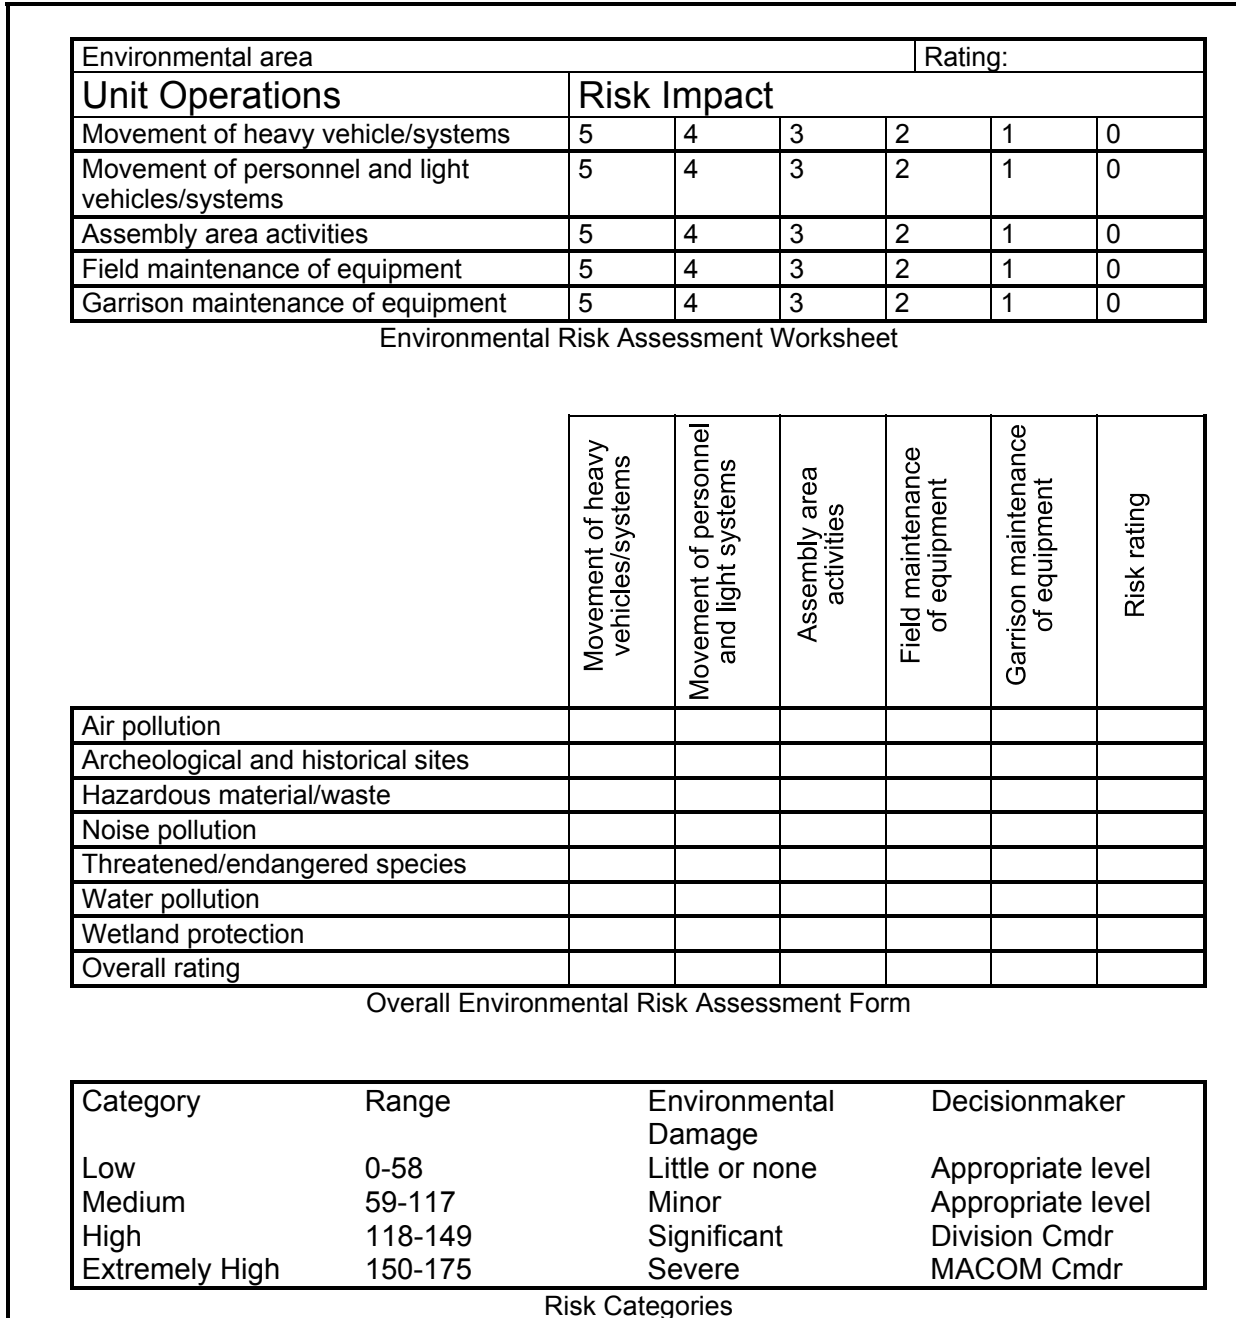 Environmental area Rating:
Unit Operations Risk Impact
Movement of heavy vehicle/systems 5 4 3 2 1 0
Movement of personnel and light 5 4 3 2 1 0
vehicles/systems
Assembly area activities 5 4 3 2 1 0
Field maintenance of equipment 5 4 3 2 1 0
Garrison maintenance of equipment 5 4 3 2 1 0
Environmental Risk Assessment Worksheet
Movement of heavy
vehicles/systems
Movement of personnel
and light systems
Assembly area
activities
Field maintenance
of equipment
Garrison maintenance
of equipment
Risk rating
Air pollution
Archeological and historical sites
Hazardous material/waste
Noise pollution
Threatened/endangered species
Water pollution
Wetland protection
Overall rating
Overall Environmental Risk Assessment Form
Category Range Environmental Decisionmaker
Damage
Low 0-58 Little or none Appropriate level
Medium 59-117 Minor Appropriate level
High 118-149 Significant Division Cmdr
Extremely High 150-175 Severe MACOM Cmdr
Risk Categories